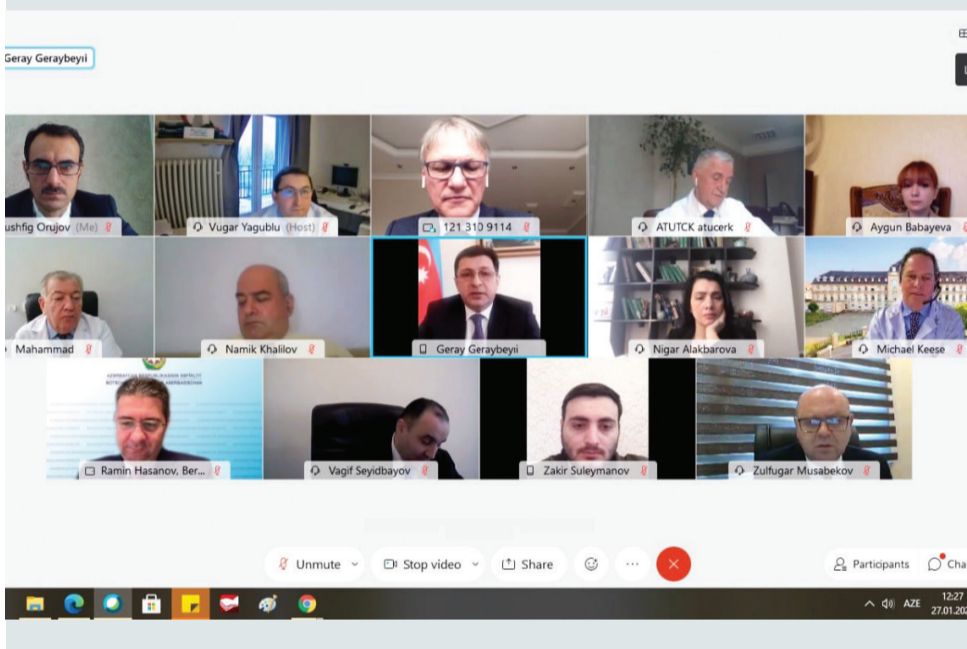 Geray Geraybeyli
ushfig Orujov (Me)
Vugar Yagublu (Host)
121 310 9114
ATUTCK atucerk
Aygun Babayeva
Mahammad
Namik Khalilov
Geray Geraybeyli
Nigar Alakbarova
Michael Keese
Ramin Hasanov, Ber...
Vagif Seyidbayov
Zakir Suleymanov
Zulfugar Musabekov
Unmute
Stop video
Share
...
Participants
Cha
AZE
12:27
27.01.202